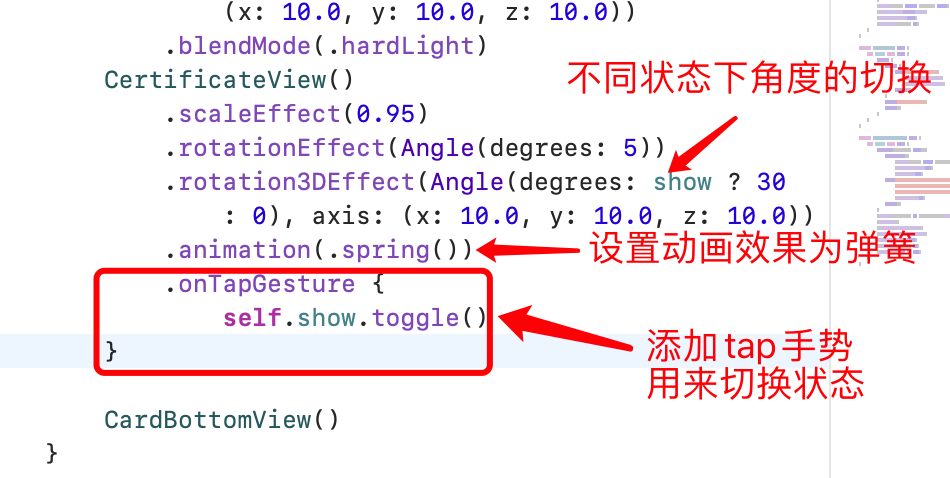 (x: 10.0, y: 10.0, z: 10.0))
.blendMode(.hardLight)
CertificateView()
不同状态下角度的切换
.scaleEffect(0.95)
.rotationEffect(Angle(degrees: 5))
.rotation3DEffect(Angle(degrees: show ? 30
: 0), axis: (x: 10.0, y: 10.0, z: 10.0))
.animation(.spring())
设置动画效果为弹簧
.onTapGesture {
self.show.toggle()
}
添加tap手势
用来切换状态
CardBottomView()
}